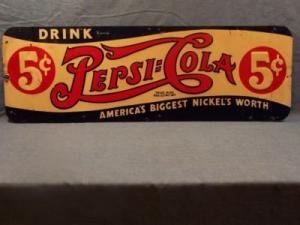 DRINK
5¢ PEPSI=COLA 5¢
AMERICA'S BIGGEST NICKEL'S WORTH